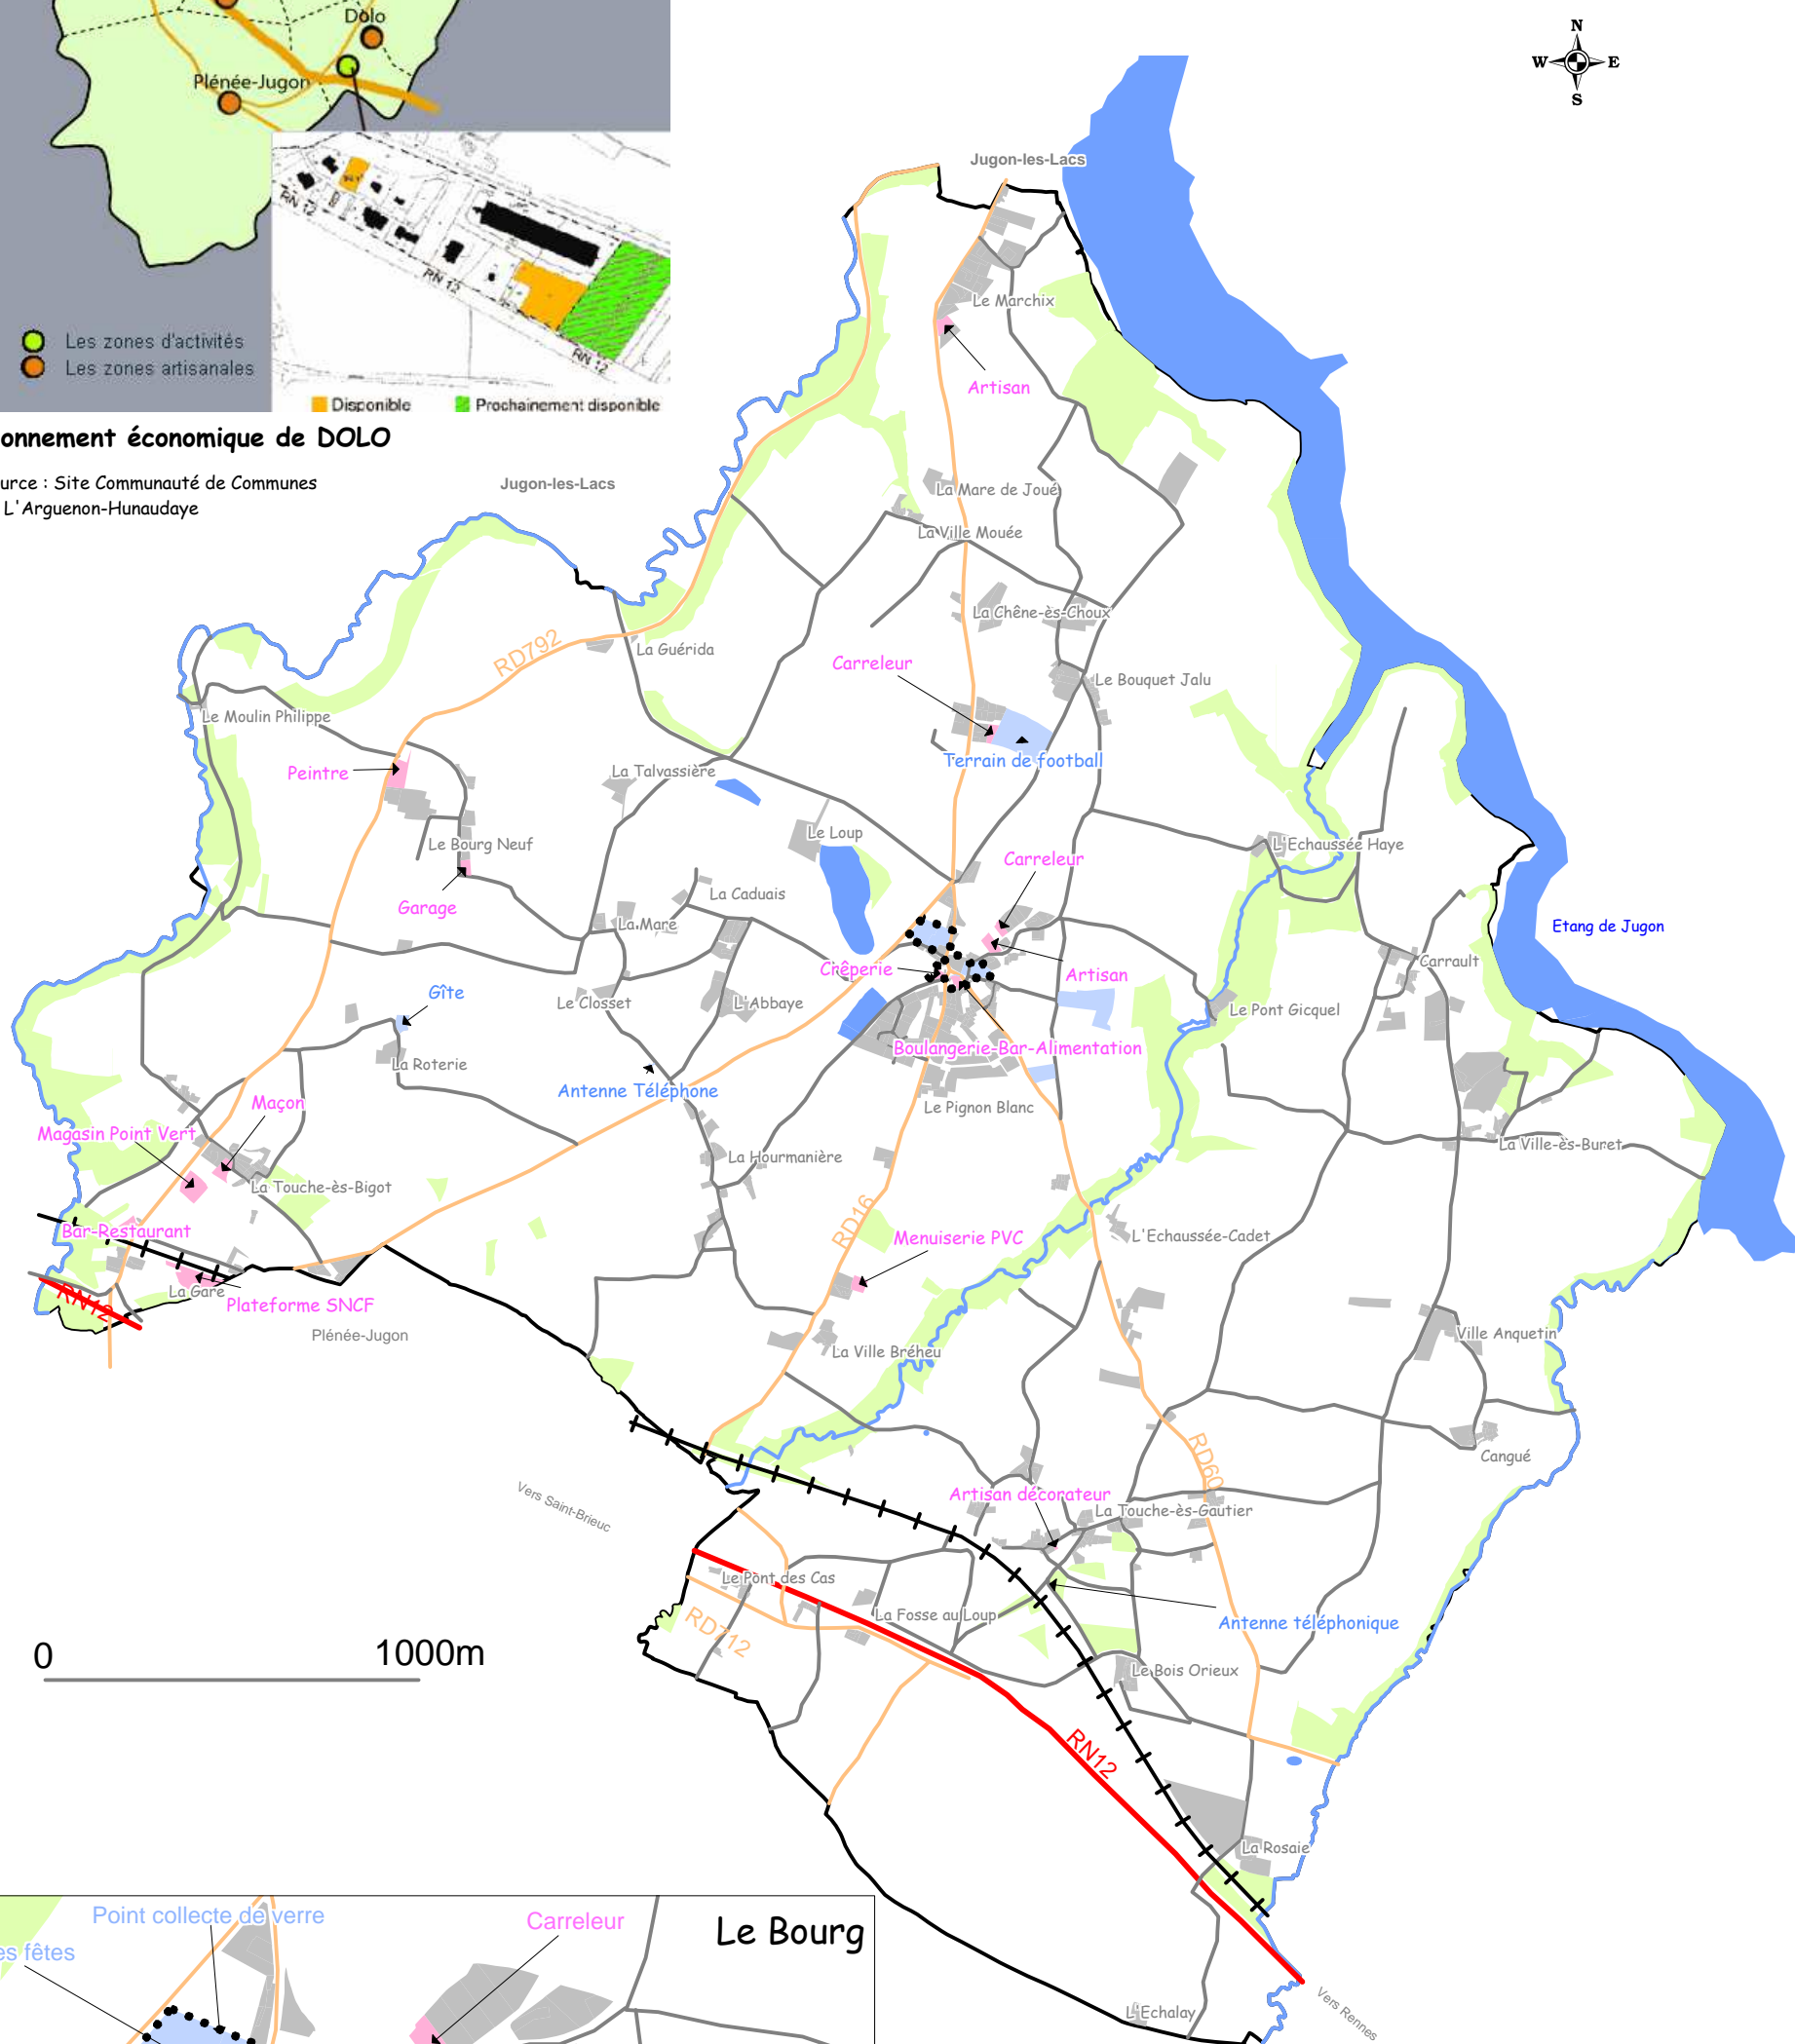 Dolo
Plénée-Jugon
RN 12
RN 12
RN 12
Les zones d'activités
Les zones artisanales
Disponible
Prochainement disponible
onnement économique de DOLO
urce : Site Communauté de Communes
L'Arguenon-Hunaudaye
N
W
E
S
Jugon-les-Lacs
Le Marchix
Artisan
Jugon-les-Lacs
La Mare de Joué
La Ville Mouée
La Chêne-ès-Choux
RD792
La Guérida
Carreleur
Le Bouquet Jalu
Le Moulin Philippe
Terrain de football
Peintre
La Talvassière
Le Loup
Le Bourg Neuf
L'Echaussée Haye
Carreleur
La Caduais
Garage
La Mare
Etang de Jugon
Carrault
Crêperie
Artisan
Gîte
Le Closset
L'Abbaye
Le Pont Gicquel
Boulangerie-Bar-Alimentation
La Roterie
Antenne Téléphone
Maçon
Le Pignon Blanc
Magasin Point Vert
La Ville-ès-Buret
La Hourmanière
La Touche-ès-Bigot
RD16
Bar-Restaurant
Menuiserie PVC
L'Echaussée-Cadet
La Gare
RN12
Plateforme SNCF
Plénée-Jugon
Ville Anquetin
La Ville Bréheu
Cangué
RD60
Vers Saint-Brieuc
Artisan décorateur
La Touche-ès-Gautier
Le Pont des Cas
RD712
La Fosse au Loup
Antenne téléphonique
0
1000m
Le Bois Orieux
RN12
La Rosaie
Point collecte de verre
Carreleur
Le Bourg
es fêtes
L'Echalay
Vers Rennes